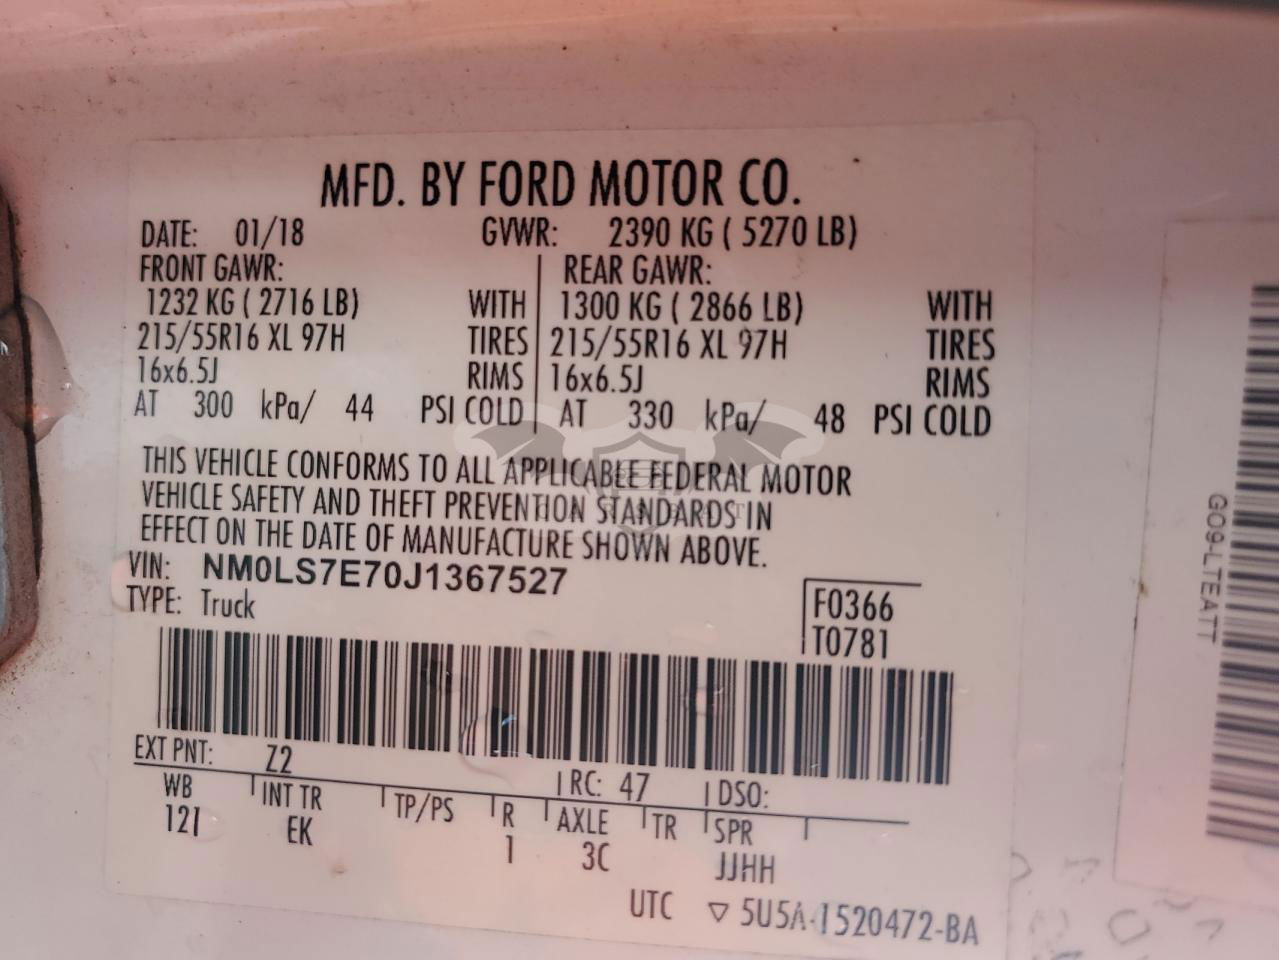 MFD. BY FORD MOTOR CO.
DATE: 01/18 GVWR: 2390 KG ( 5270 LB)
FRONT GAWR: REAR GAWR:
1232 KG ( 2716 LB) WITH 1300 KG ( 2866 LB) WITH
215/55R16 XL 97H TIRES 215/55R16 XL 97H TIRES
16x6.5J RIMS 16x6.5J RIMS
AT 300 kPa/ 44 PSI COLD AT 330 kPa/ 48 PSI COLD
THIS VEHICLE CONFORMS TO ALL APPLICABLE FEDERAL MOTOR
VEHICLE SAFETY AND THEFT PREVENTION STANDARDS IN
EFFECT ON THE DATE OF MANUFACTURE SHOWN ABOVE.
VIN: NM0LS7E70J1367527
TYPE: Truck
F0366
T0781
EXT PNT: Z2 RC: 47 DSO:
WB INT TR TP/PS R AXLE TR SPR
121 EK 1 3C JJHH
UTC ▽ 5U5A-1520472-BA
GO9-LTEATT